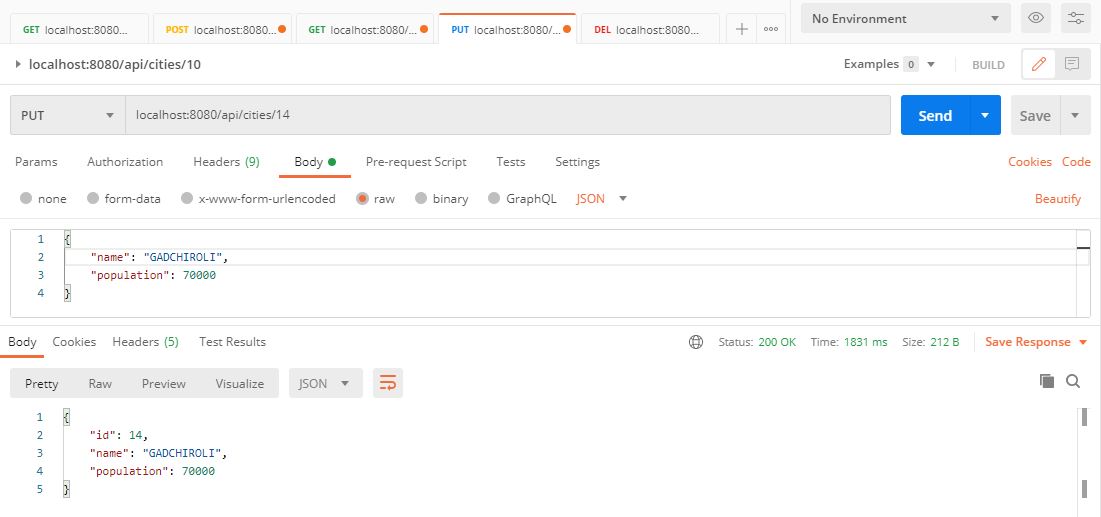 GET localhost:8080... POST localhost:8080... GET localhost:8080/... PUT localhost:8080/... DEL localhost:8080... No Environment
localhost:8080/api/cities/10 Examples 0 BUILD
PUT localhost:8080/api/cities/14 Send Save
Params Authorization Headers (9) Body Pre-request Script Tests Settings Cookies Code
none form-data x-www-form-urlencoded raw binary GraphQL JSON Beautify
1 {
2 "name": "GADCHIROLI",
3 "population": 70000
4 }
Body Cookies Headers (5) Test Results Status: 200 OK Time: 1831 ms Size: 212 B Save Response
Pretty Raw Preview Visualize JSON
1 {
2 "id": 14,
3 "name": "GADCHIROLI",
4 "population": 70000
5 }